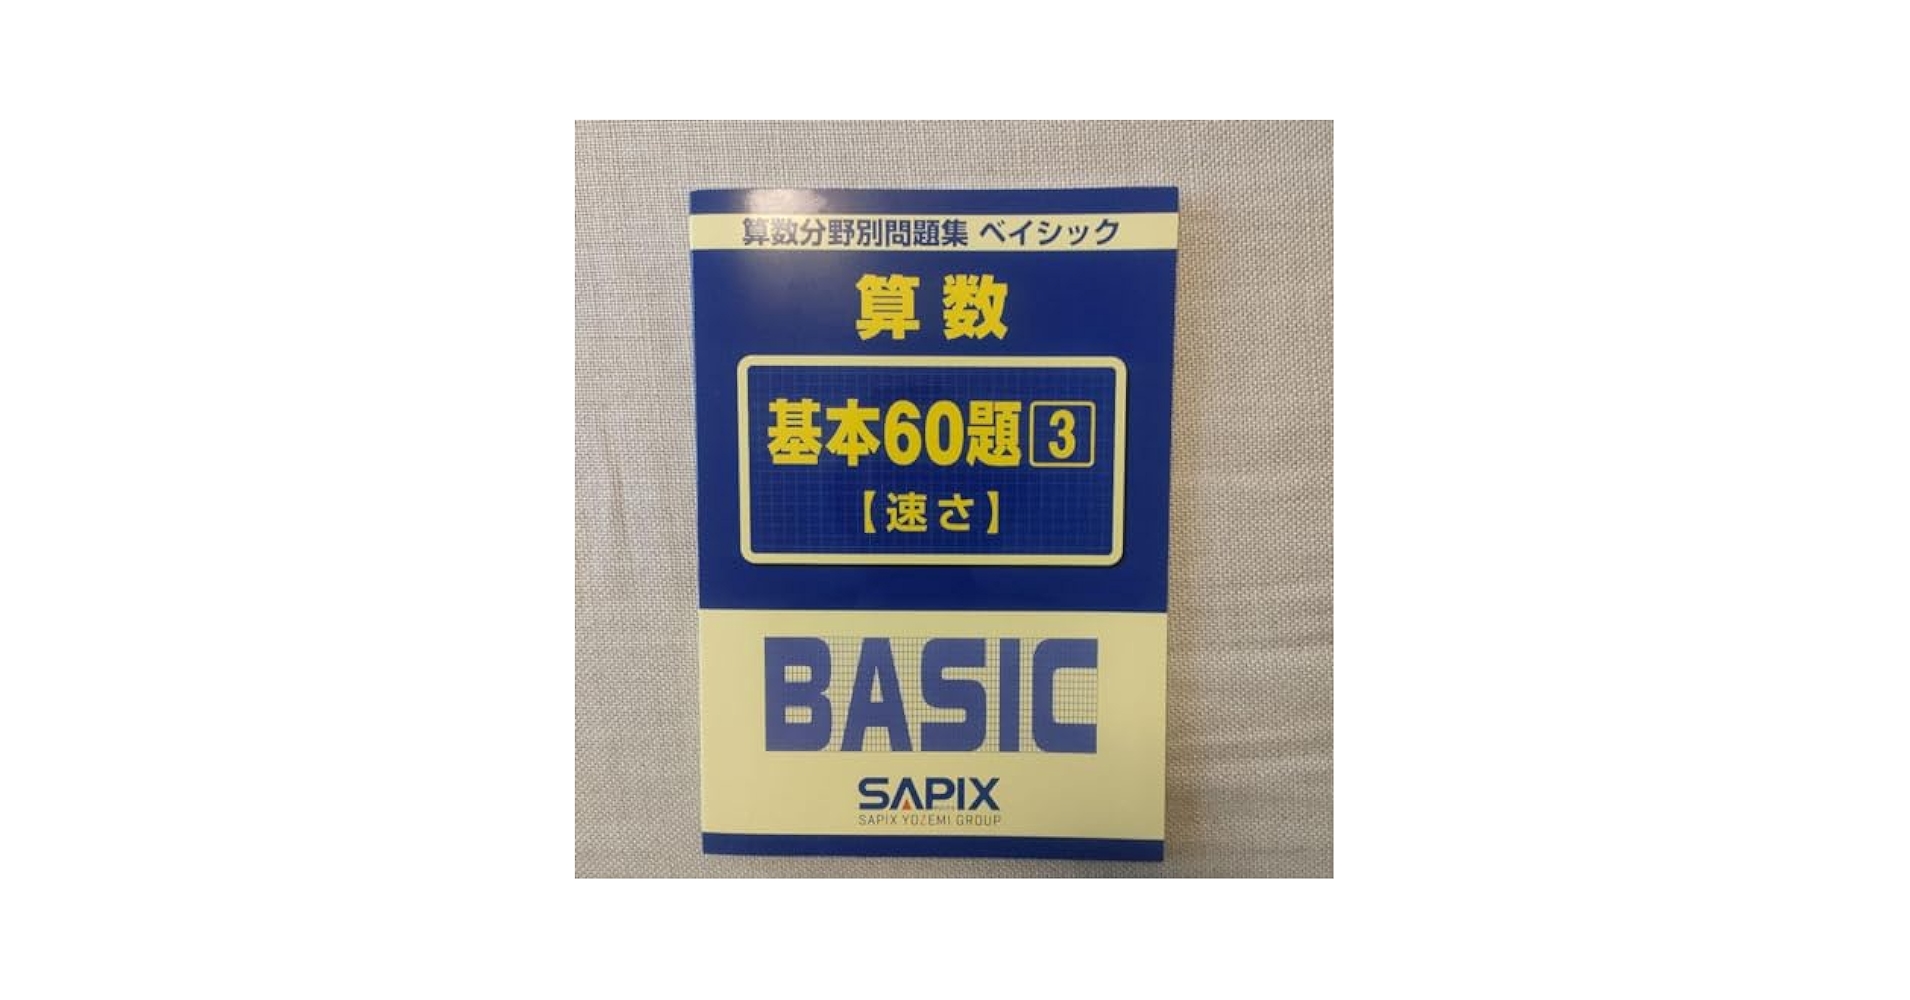 算数分野別問題集 ベイシック
算数
基本60題3
【速さ】
BASIC
SAPIX
SAPIX YOZEMI GROUP